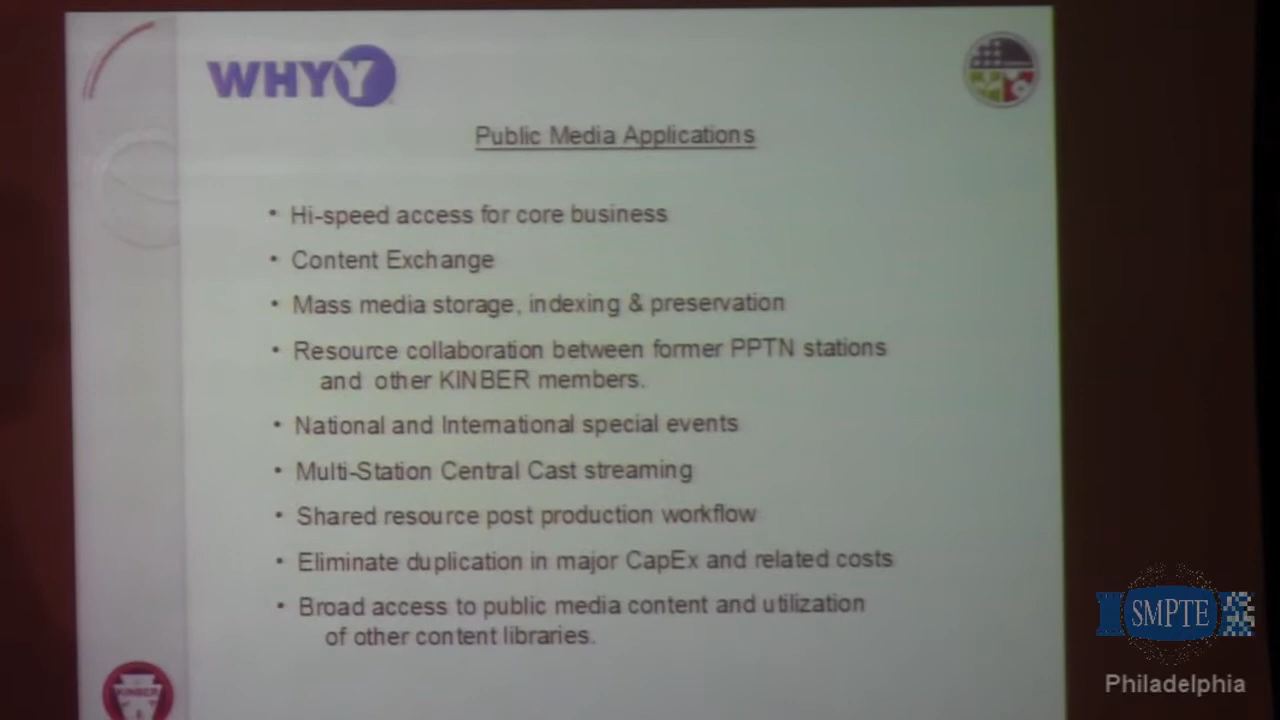 WHYY
Public Media Applications
• Hi-speed access for core business
• Content Exchange
• Mass media storage, indexing & preservation
• Resource collaboration between former PPTN stations
and other KINBER members.
• National and International special events
• Multi-Station Central Cast streaming
• Shared resource post production workflow
• Eliminate duplication in major CapEx and related costs
• Broad access to public media content and utilization
of other content libraries.
KINBER
SMPTE
Philadelphia